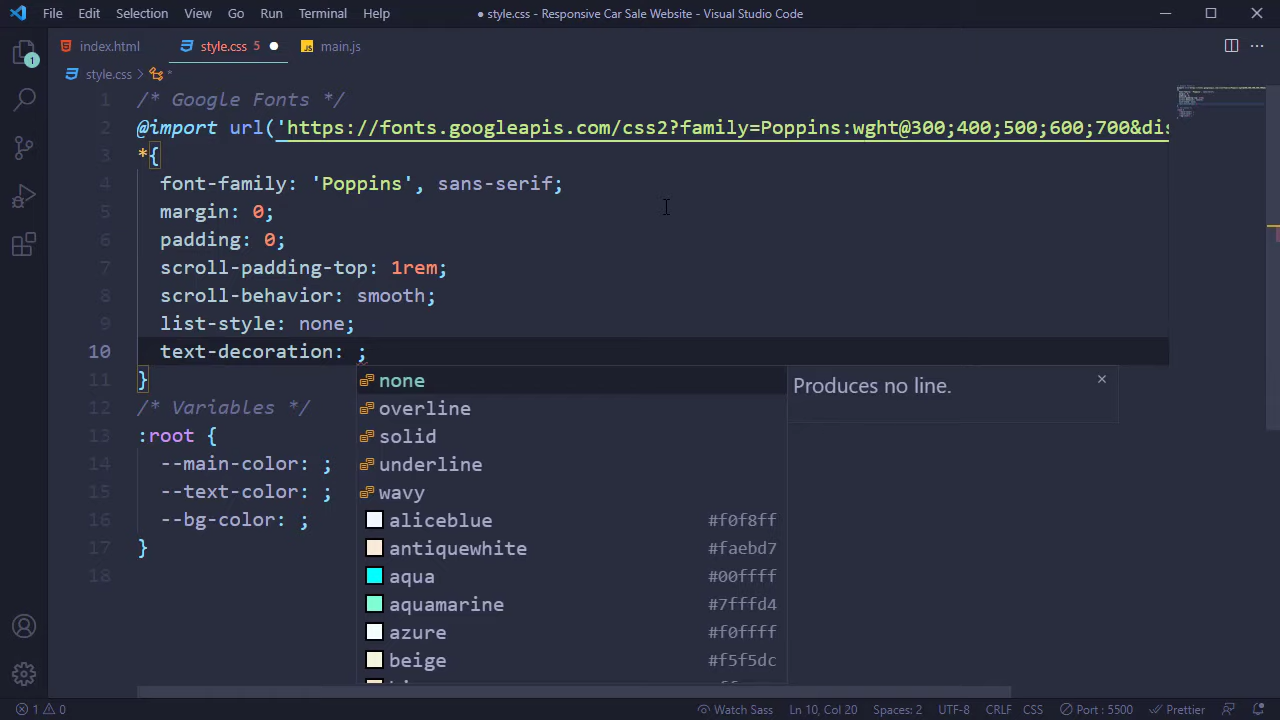 File Edit Selection View Go Run Terminal Help ● style.css - Responsive Car Sale Website - Visual Studio Code
index.html style.css 5 ● JS main.js
style.css > *
1 /* Google Fonts */
2 @import url('https://fonts.googleapis.com/css2?family=Poppins:wght@300;400;500;600;700&dis
3 *{
4 font-family: 'Poppins', sans-serif;
5 margin: 0;
6 padding: 0;
7 scroll-padding-top: 1rem;
8 scroll-behavior: smooth;
9 list-style: none;
10 text-decoration: ;
11 }
none Produces no line. ×
12 /* Variables */
overline
13 :root {
solid
14 --main-color: ;
underline
15 --text-color: ;
wavy
16 --bg-color: ;
aliceblue #f0f8ff
17 }
antiquewhite #faebd7
18
aqua #00ffff
aquamarine #7fffd4
azure #f0ffff
beige #f5f5dc
1 0 Watch Sass Ln 10, Col 20 Spaces: 2 UTF-8 CRLF CSS Port : 5500 Prettier
1